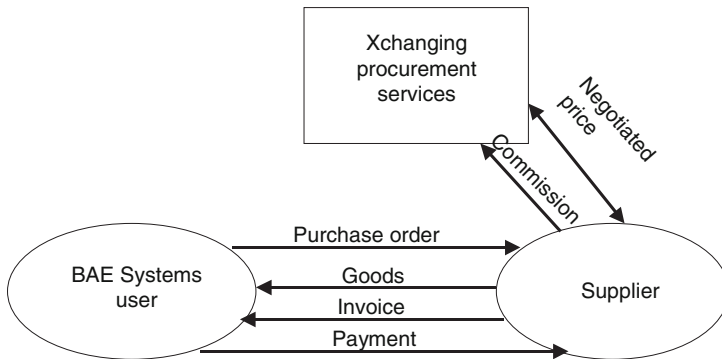 Xchanging
procurement
services
Negotiated
price
Commission
Purchase order
BAE Systems
user
Goods
Supplier
Invoice
Payment